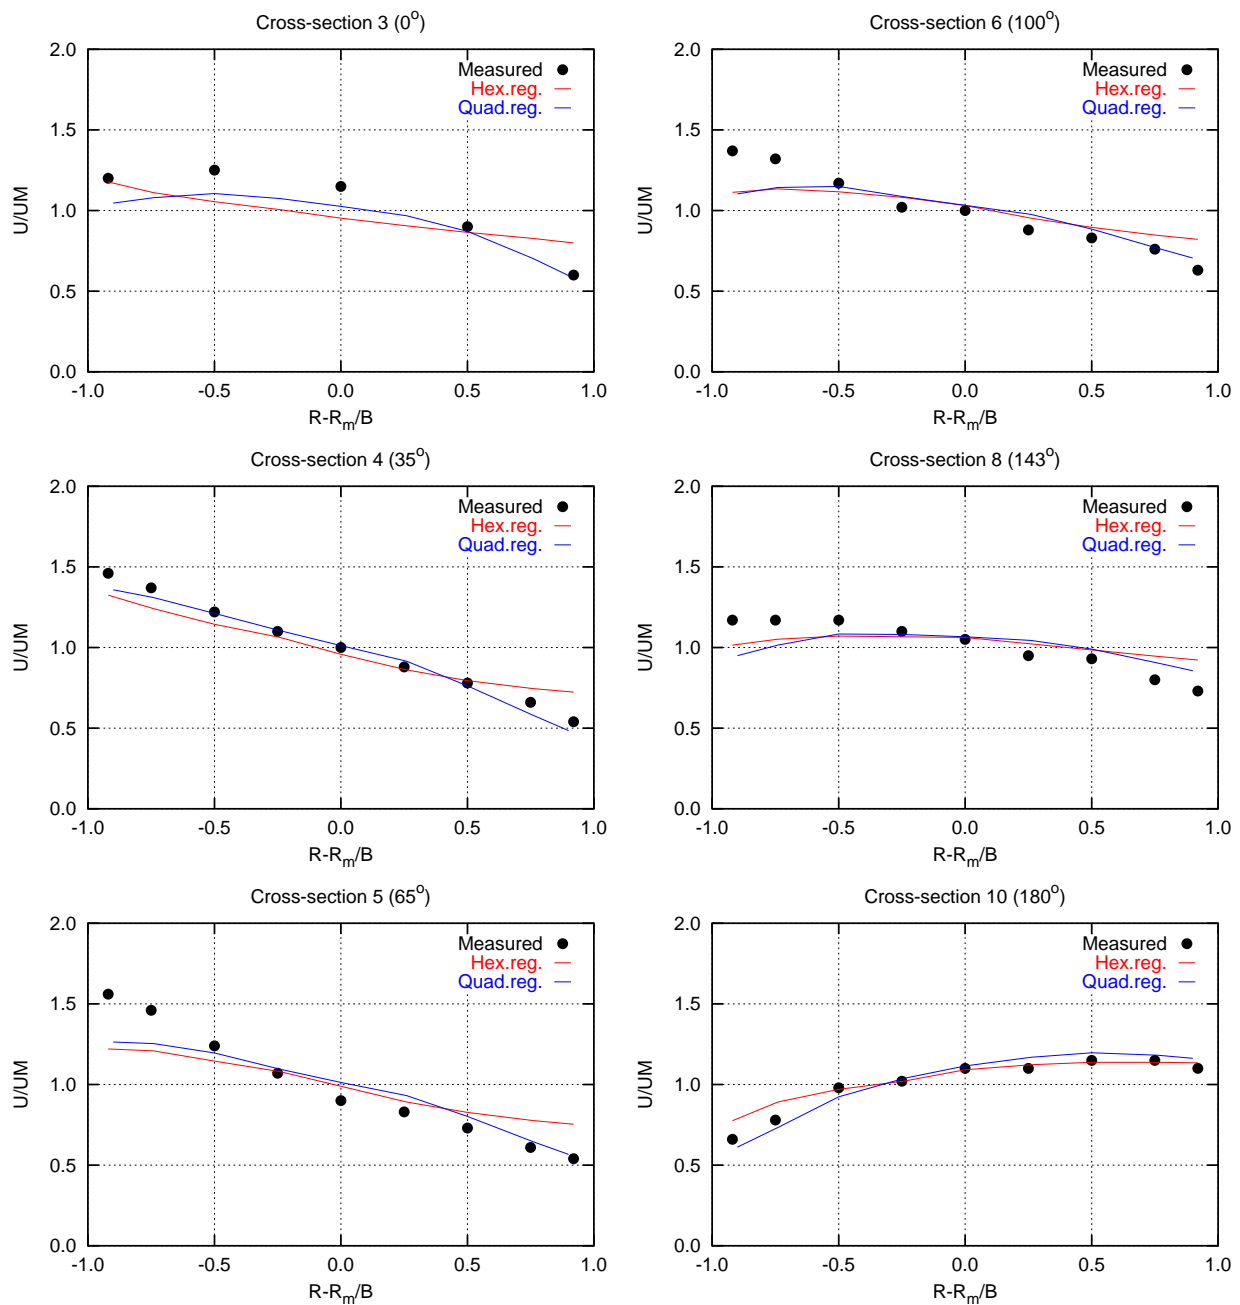 Cross-section 3 (0°)
2.0
1.5
1.0
0.5
0.0
U/UM
Measured
Hex.reg.
Quad.reg.
-1.0 -0.5 0.0 0.5 1.0
R-Rm/B
Cross-section 6 (100°)
2.0
1.5
1.0
0.5
0.0
U/UM
Measured
Hex.reg.
Quad.reg.
-1.0 -0.5 0.0 0.5 1.0
R-Rm/B
Cross-section 4 (35°)
2.0
1.5
1.0
0.5
0.0
U/UM
Measured
Hex.reg.
Quad.reg.
-1.0 -0.5 0.0 0.5 1.0
R-Rm/B
Cross-section 8 (143°)
2.0
1.5
1.0
0.5
0.0
U/UM
Measured
Hex.reg.
Quad.reg.
-1.0 -0.5 0.0 0.5 1.0
R-Rm/B
Cross-section 5 (65°)
2.0
1.5
1.0
0.5
0.0
U/UM
Measured
Hex.reg.
Quad.reg.
-1.0 -0.5 0.0 0.5 1.0
R-Rm/B
Cross-section 10 (180°)
2.0
1.5
1.0
0.5
0.0
U/UM
Measured
Hex.reg.
Quad.reg.
-1.0 -0.5 0.0 0.5 1.0
R-Rm/B